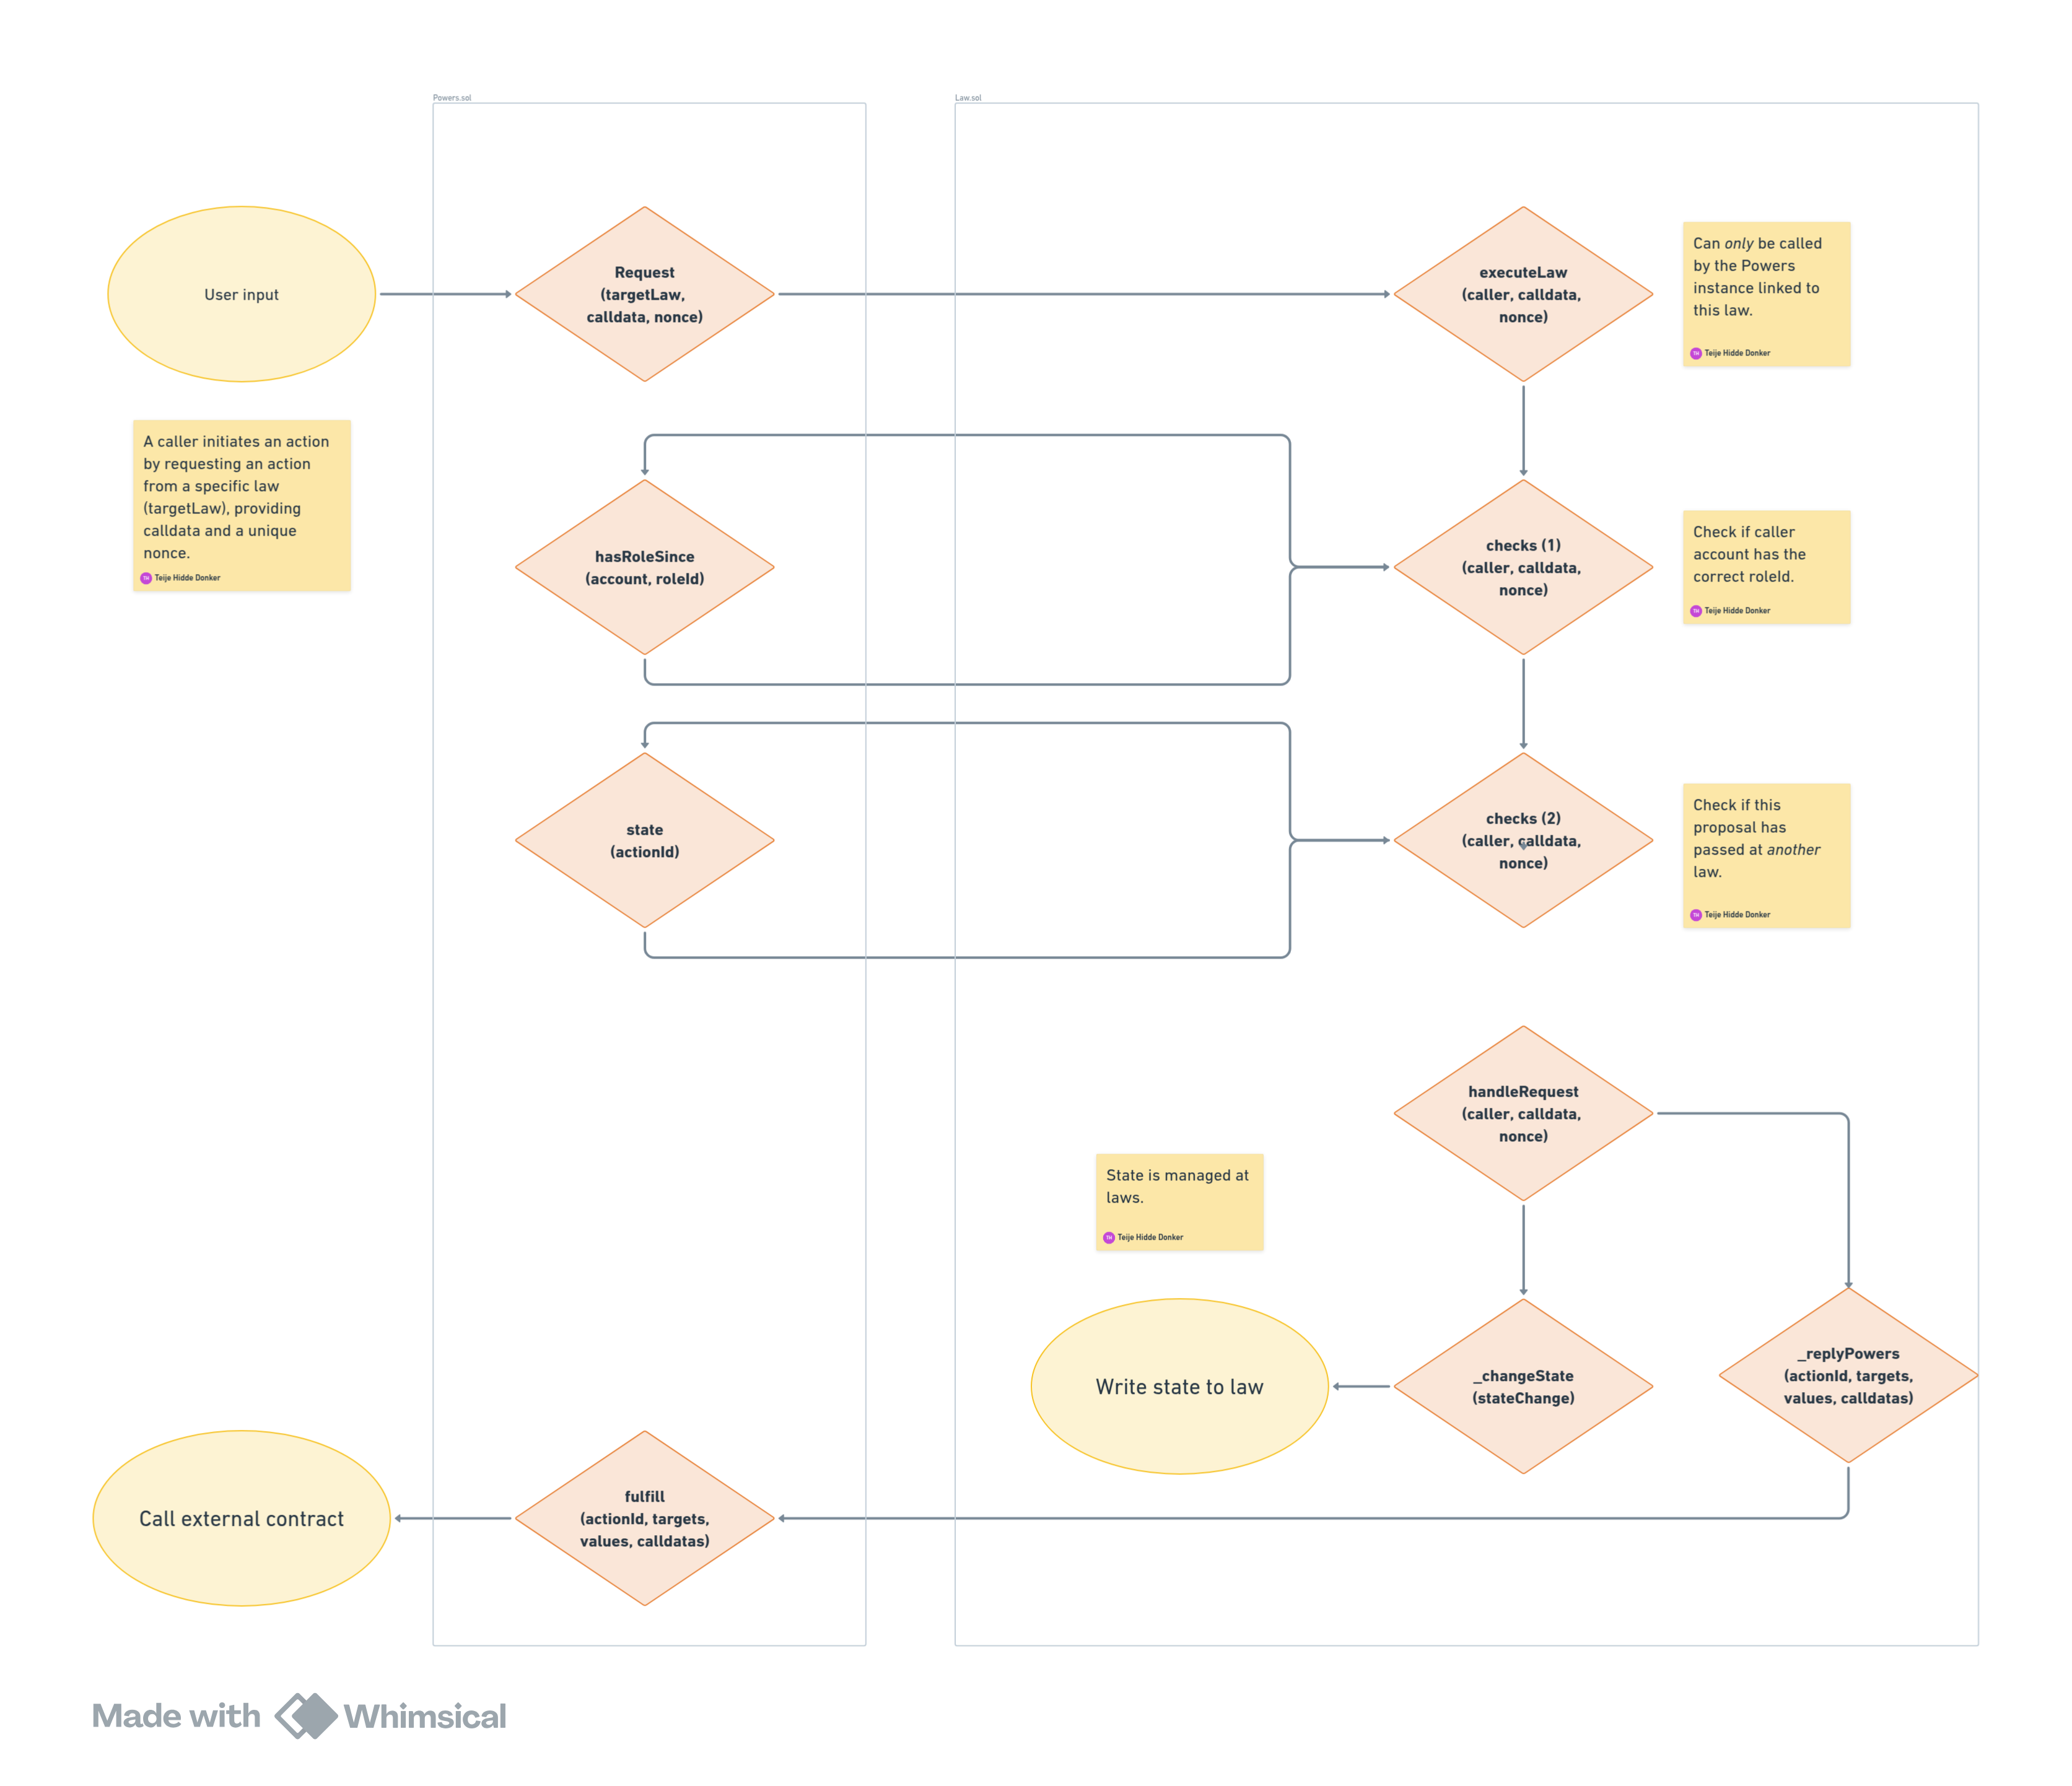 Powers.sol
Law.sol
User input
Request
(targetLaw,
calldata, nonce)
executeLaw
(caller, calldata,
nonce)
Can only be called
by the Powers
instance linked to
this law.
TH Teije Hidde Donker
A caller initiates an action
by requesting an action
from a specific law
(targetLaw), providing
calldata and a unique
nonce.
TH Teije Hidde Donker
hasRoleSince
(account, roleId)
checks (1)
(caller, calldata,
nonce)
Check if caller
account has the
correct roleId.
TH Teije Hidde Donker
state
(actionId)
checks (2)
(caller, calldata,
nonce)
Check if this
proposal has
passed at another
law.
TH Teije Hidde Donker
handleRequest
(caller, calldata,
nonce)
State is managed at
laws.
TH Teije Hidde Donker
Write state to law
_changeState
(stateChange)
_replyPowers
(actionId, targets,
values, calldatas)
Call external contract
fulfill
(actionId, targets,
values, calldatas)
Made with Whimsical